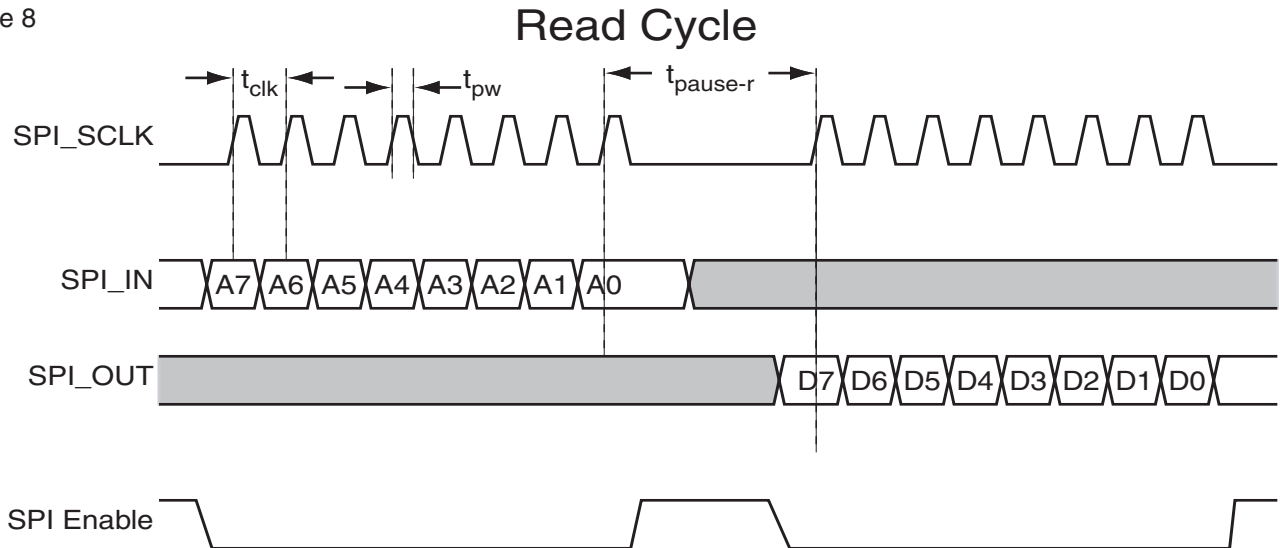 e 8
Read Cycle
t_clk
t_pw
t_pause-r
SPI_SCLK
SPI_IN
A7 A6 A5 A4 A3 A2 A1 A0
SPI_OUT
D7 D6 D5 D4 D3 D2 D1 D0
SPI Enable